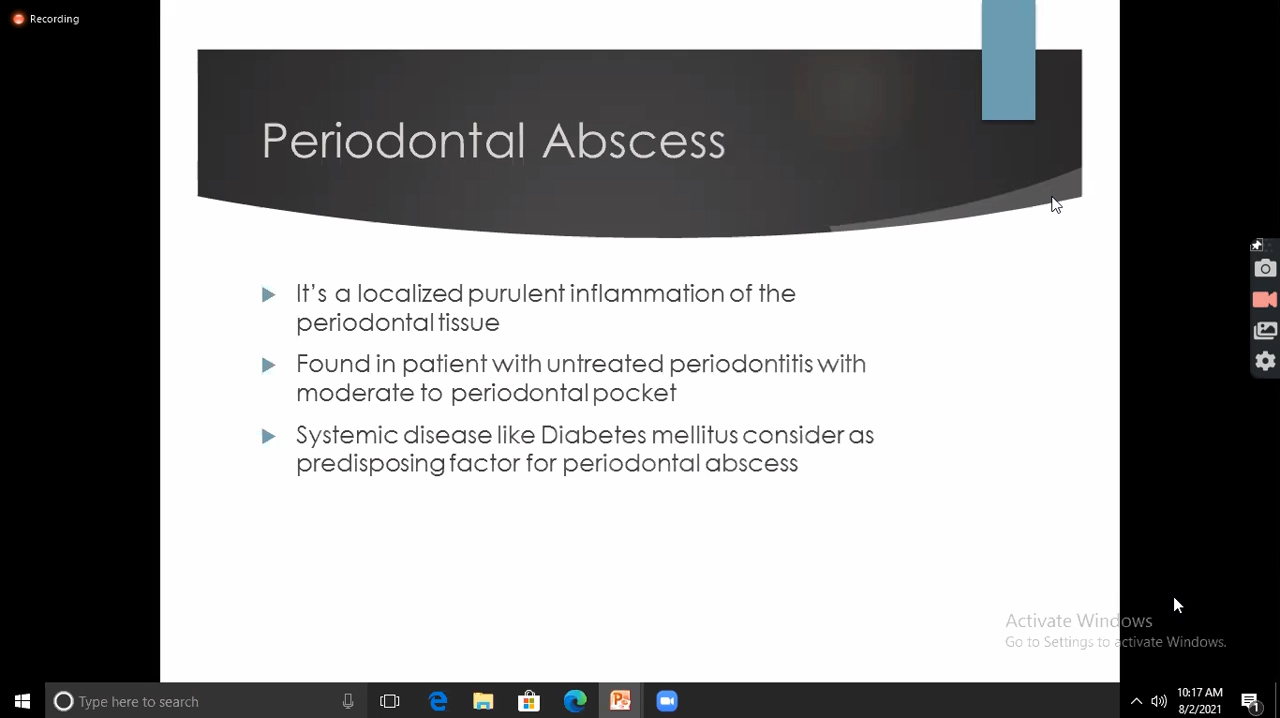 Recording
Periodontal Abscess
It's a localized purulent inflammation of the
periodontal tissue
Found in patient with untreated periodontitis with
moderate to periodontal pocket
Systemic disease like Diabetes mellitus consider as
predisposing factor for periodontal abscess
Activate Windows
Go to Settings to activate Windows.
Type here to search
10:17 AM
8/2/2021
1